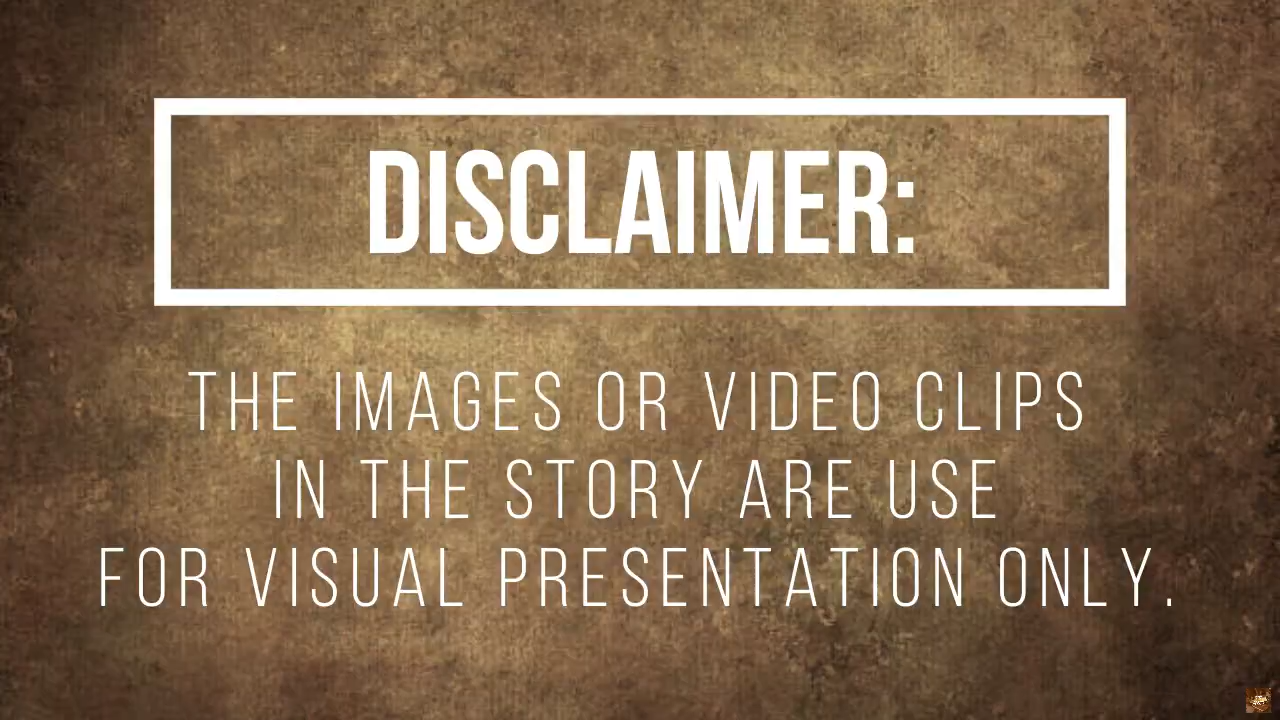 DISCLAIMER:
THE IMAGES OR VIDEO CLIPS
IN THE STORY ARE USE
FOR VISUAL PRESENTATION ONLY.